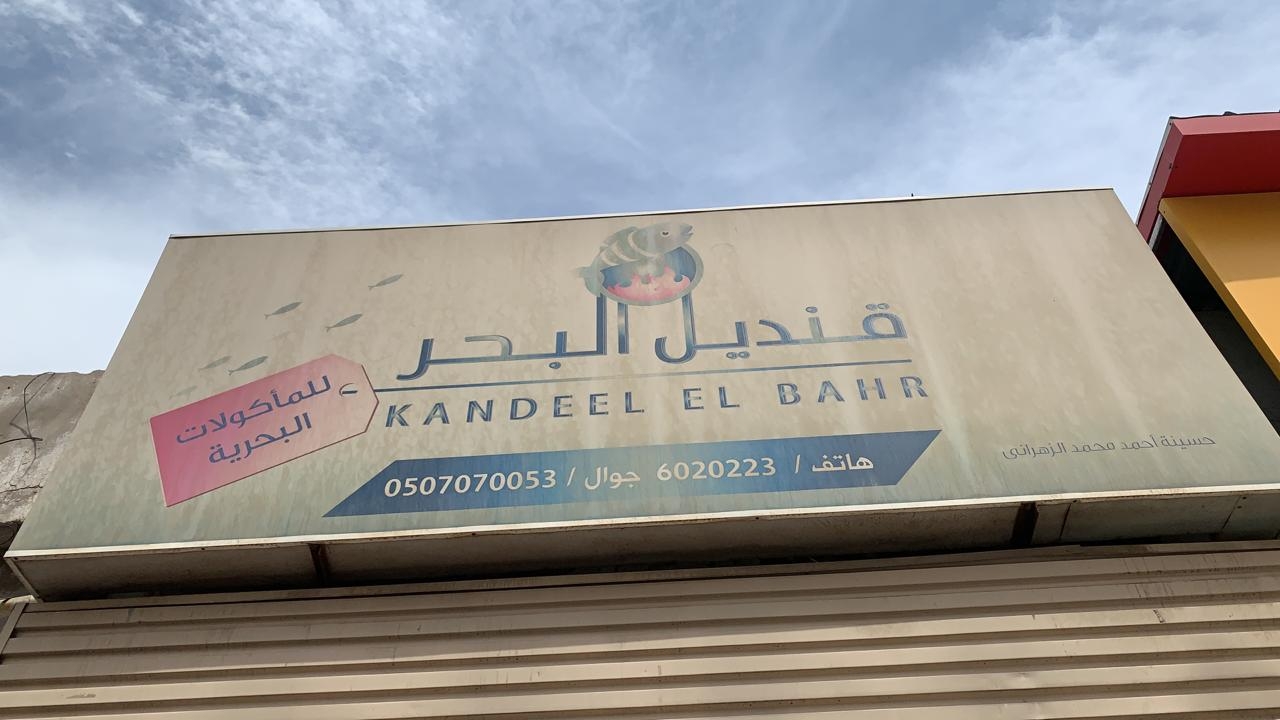 قنديل البحر
KANDEEL EL BAHR
للمأكولات
البحرية
هاتف / 6020223 جوال / 0507070053
حسينة أحمد محمد الزهراني